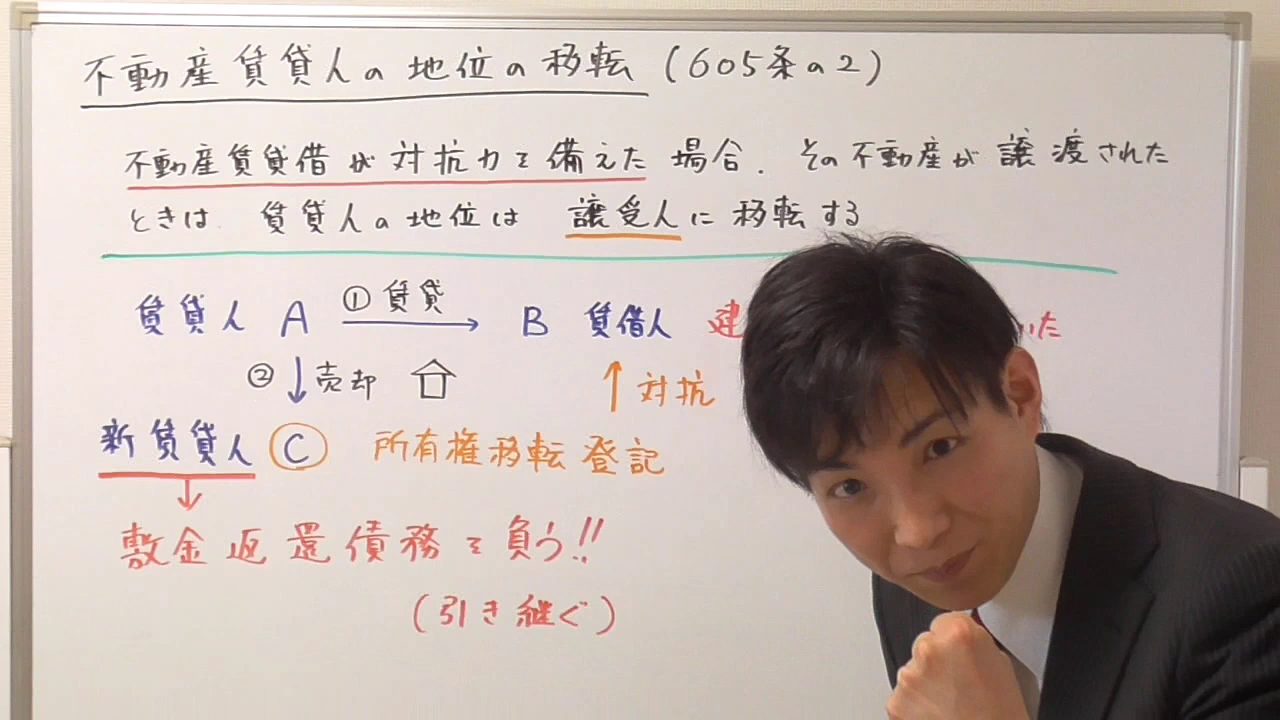 不動産賃貸人の地位の移転(605条の2)
不動産賃貸借が対抗力を備えた場合、その不動産が譲渡された
ときは、賃貸人の地位は 譲受人に移転する
賃貸人 A ①賃貸 B 賃借人 建 いた
② 売却 対抗
新賃貸人 C 所有権移転登記
敷金返還債務を負う!!
(引き継ぐ)